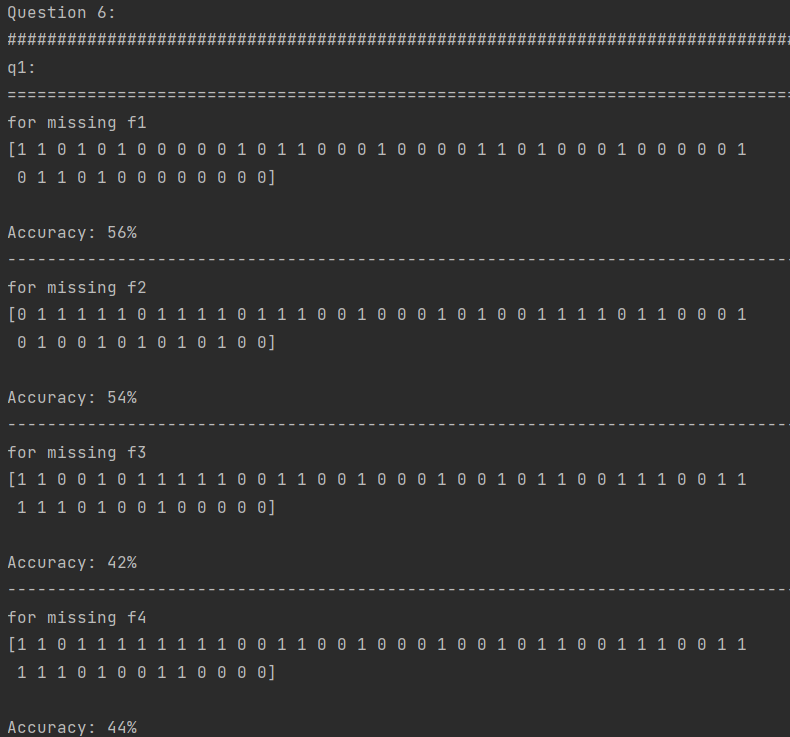 Question 6:
###############################################################################
q1:
===============================================================================
for missing f1
[1 1 0 1 0 1 0 0 0 0 0 1 0 1 1 0 0 0 1 0 0 0 0 1 1 0 1 0 0 0 1 0 0 0 0 0 1
0 1 1 0 1 0 0 0 0 0 0 0 0]
Accuracy: 56%
-------------------------------------------------------------------------------
for missing f2
[0 1 1 1 1 1 0 1 1 1 1 0 1 1 1 0 0 1 0 0 0 1 0 1 0 0 1 1 1 1 0 1 1 0 0 0 1
0 1 0 0 1 0 1 0 1 0 1 0 0]
Accuracy: 54%
-------------------------------------------------------------------------------
for missing f3
[1 1 0 0 1 0 1 1 1 1 1 0 0 1 1 0 0 1 0 0 0 1 0 0 1 0 1 1 0 0 1 1 1 0 0 1 1
1 1 1 0 1 0 0 1 0 0 0 0 0]
Accuracy: 42%
-------------------------------------------------------------------------------
for missing f4
[1 1 0 1 1 1 1 1 1 1 1 0 0 1 1 0 0 1 0 0 0 1 0 0 1 0 1 1 0 0 1 1 1 0 0 1 1
1 1 1 0 1 0 0 1 1 0 0 0 0]
Accuracy: 44%